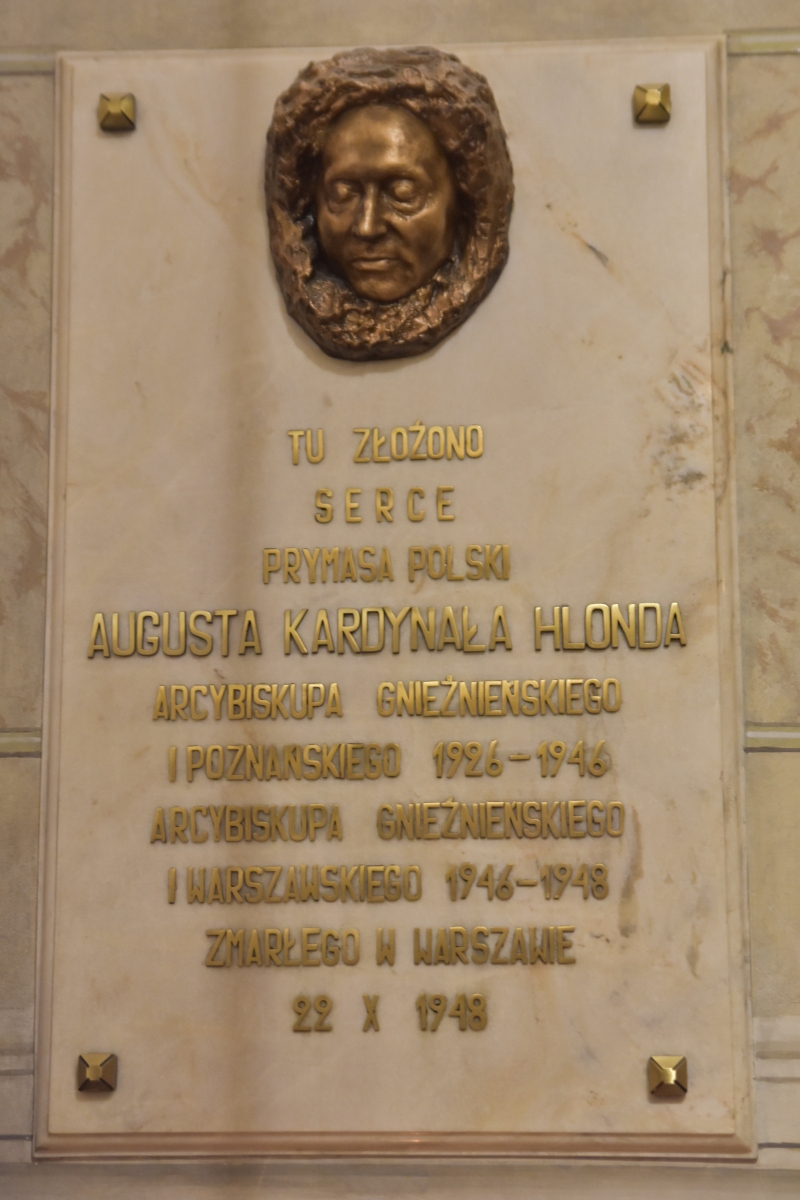 TU ZŁOŻONO
SERCE
PRYMASA POLSKI
AUGUSTA KARDYNAŁA HLONDA
ARCYBISKUPA GNIEŹNIEŃSKIEGO
I POZNAŃSKIEGO 1926-1946
ARCYBISKUPA GNIEŹNIEŃSKIEGO
I WARSZAWSKIEGO 1946-1948
ZMARŁEGO W WARSZAWIE
22 X 1948